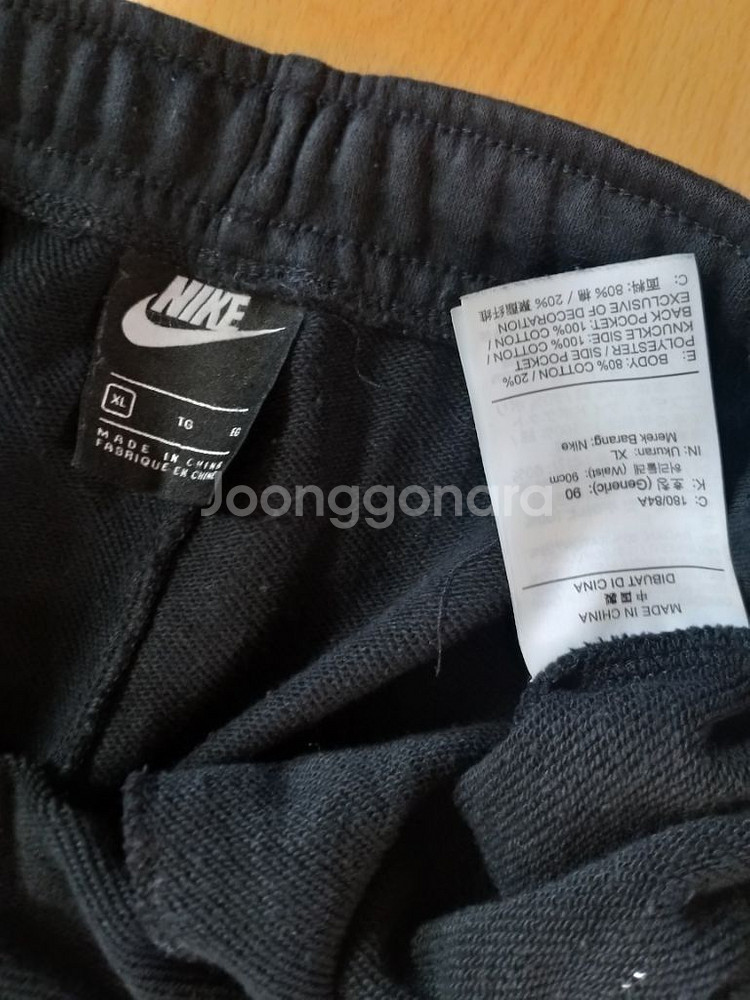 NIKE
XL TG EG
MADE IN CHINA
FABRIQUÉ EN CHINE
Joonggonara
MADE IN CHINA
中国製
DIBUAT DI CINA
C: 180/84A
K: 호칭 (Generic): 90
허리둘레 (Waist): 90cm
IN: Ukuran: XL
Merek Barang: Nike
E: BODY: 80% COTTON / 20%
POLYESTER / SIDE POCKET
KNUCKLE SIDE: 100% COTTON /
BACK POCKET: 100% COTTON /
EXCLUSIVE OF DECORATION
C: 面料: 80% 棉 / 20% 聚酯纤维